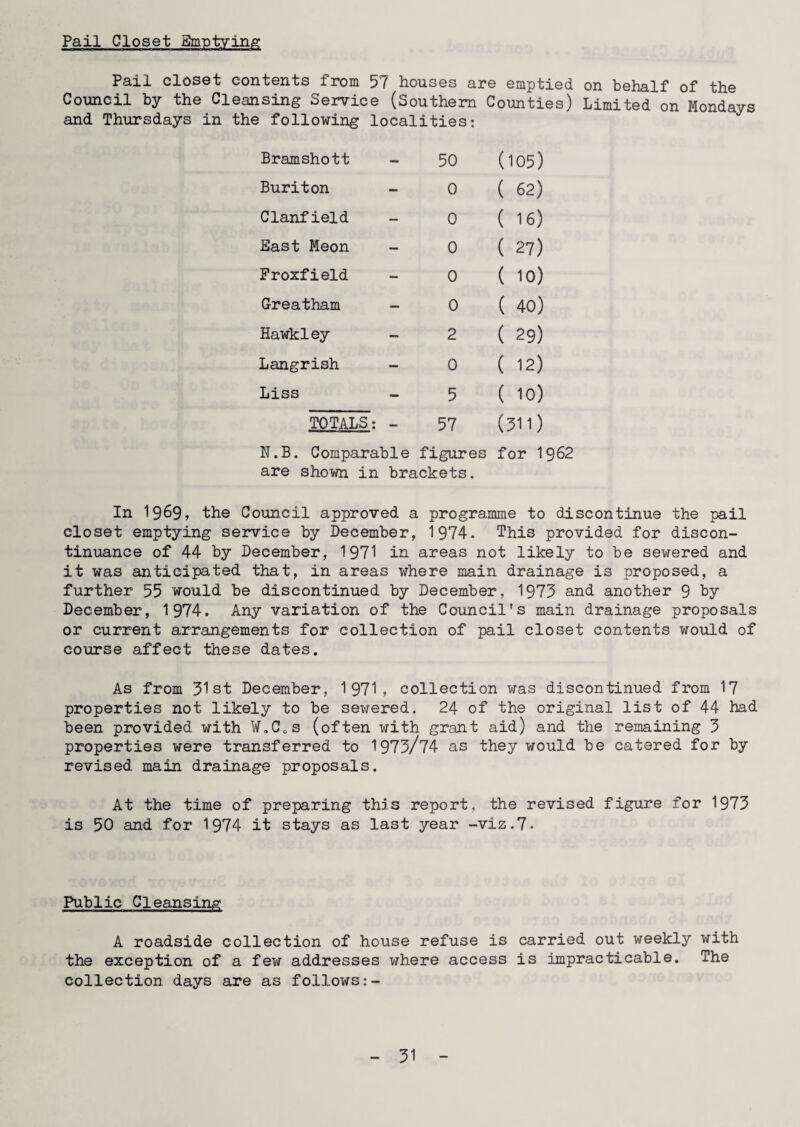 Pail Closet Emptying
Pail closet contents from 57 houses are emptied on behalf of the
Council by the Cleansing Service (Southern Counties) Limited on Mondays
and Thursdays in the following localities:
Bramshott - 50 (105)
Buriton - 0 ( 62)
Clanfield - 0 ( 16)
East Meon - 0 ( 27)
Froxfield - 0 ( 10)
Greatham - 0 ( 40)
Hawkley - 2 ( 29)
Langrish - 0 ( 12)
Liss - 5 ( 10)
TOTALS: - 57 (311)
N.B. Comparable figures for 1962
are shown in brackets.
In 1969, the Council approved a programme to discontinue the pail
closet emptying service by December, 1974. This provided for discon-
tinuance of 44 by December, 1971 in areas not likely to be sewered and
it was anticipated that, in areas where main drainage is proposed, a
further 55 would be discontinued by December, 1973 and another 9 by
December, 1974. Any variation of the Council's main drainage proposals
or current arrangements for collection of pail closet contents would of
course affect these dates.
As from 31st December, 1971, collection was discontinued from 17
properties not likely to be sewered. 24 of the original list of 44 had
been provided with W.C.s (often with grant aid) and the remaining 3
properties were transferred to 1973/74 as they would be catered for by
revised main drainage proposals.
At the time of preparing this report, the revised figure for 1973
is 50 and for 1974 it stays as last year -viz.7.
Public Cleansing
A roadside collection of house refuse is carried out weekly with
the exception of a few addresses where access is impracticable. The
collection days are as follows:-
- 31 -